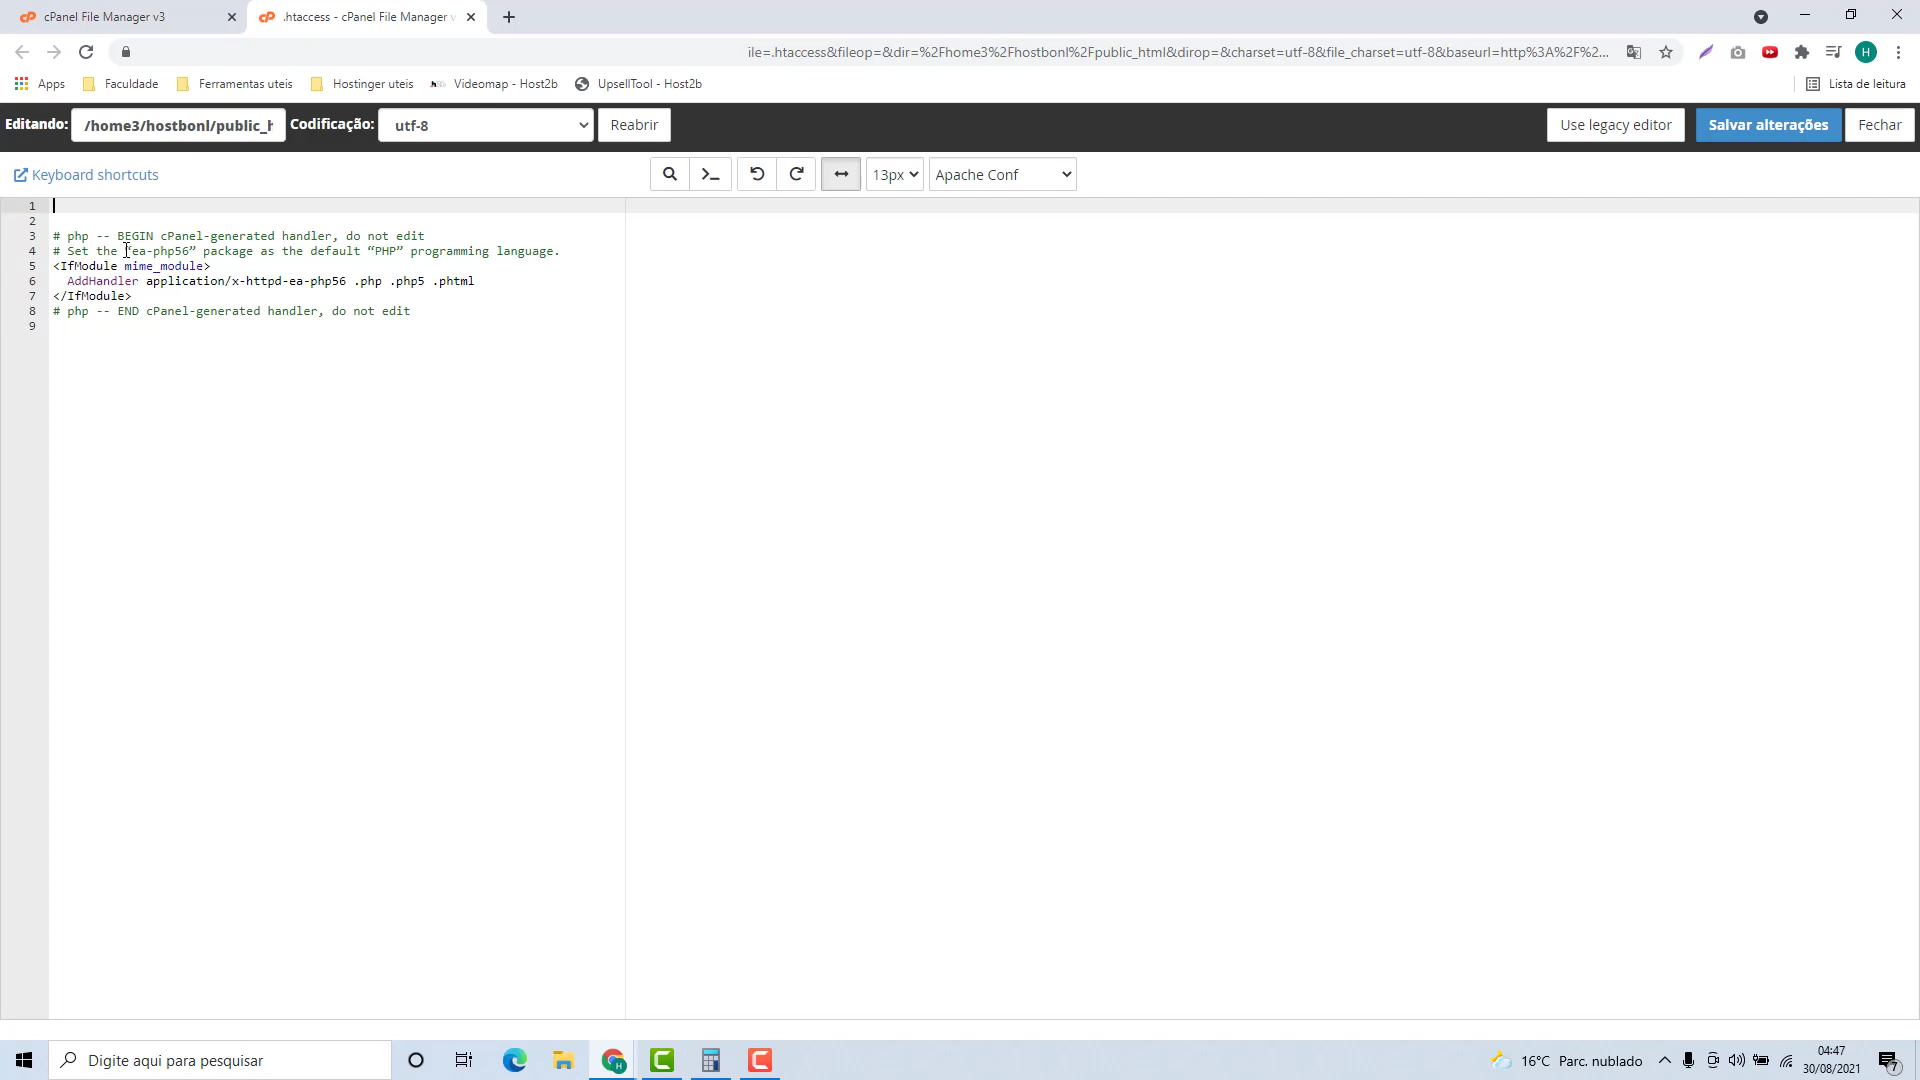 cPanel File Manager v3
.htaccess - cPanel File Manager v
ile=.htaccess&fileop=&dir=%2Fhome3%2Fhostbonl%2Fpublic_html&dirop=&charset=utf-8&file_charset=utf-8&baseurl=http%3A%2F%2...
H
Apps
Faculdade
Ferramentas uteis
Hostinger uteis
Videomap - Host2b
UpsellTool - Host2b
Lista de leitura
Editando:
/home3/hostbonl/public_h
Codificação:
utf-8
Reabrir
Use legacy editor
Salvar alterações
Fechar
Keyboard shortcuts
13px
Apache Conf
1
2
3 # php -- BEGIN cPanel-generated handler, do not edit
4 # Set the “ea-php56” package as the default “PHP” programming language.
5 <IfModule mime_module>
6 AddHandler application/x-httpd-ea-php56 .php .php5 .phtml
7 </IfModule>
8 # php -- END cPanel-generated handler, do not edit
9
Digite aqui para pesquisar
16°C Parc. nublado
04:47
30/08/2021
7